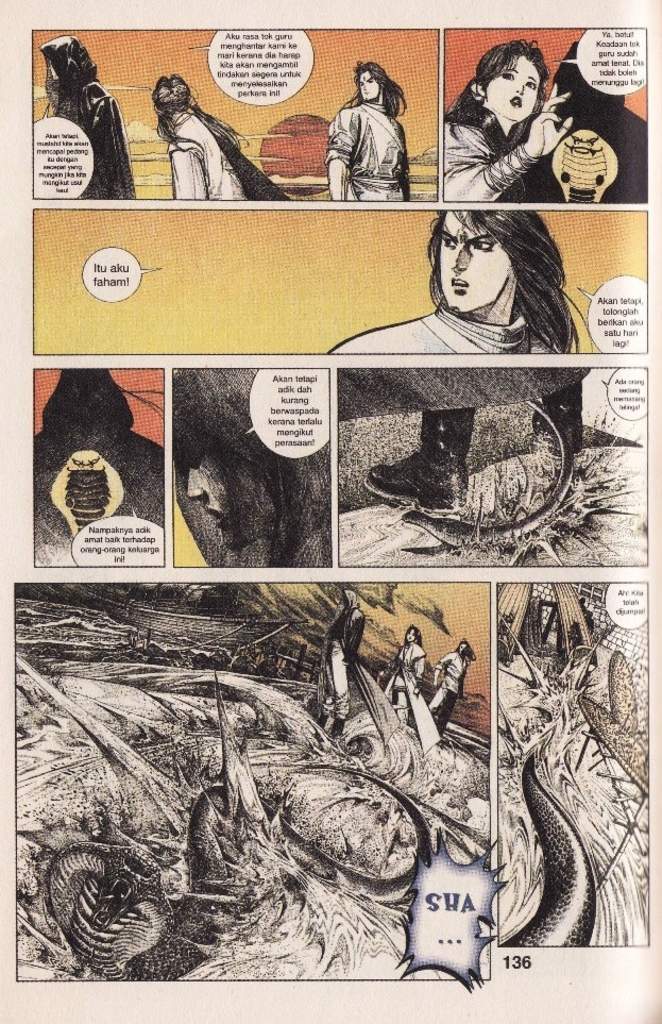 Aku rasa tok guru
menghantar kami ke
mari kerana dia harap
kita akan mengambil
tindakan segera untuk
menyelesaikan
perkara ini!
Akan tetapi,
mustahil kita akan
mencapai pedang
itu dengan
secepat yang
mungkin jika kita
mengikut usul
kau!
Ya, betul!
Keadaan tok
guru sudah
amat tenat. Dia
tidak boleh
menunggu lagi!
Itu aku
faham!
Akan tetapi,
tolonglah
berikan aku
satu hari
lagi!
Nampaknya adik
amat baik terhadap
orang-orang keluarga
ini!
Akan tetapi
adik dah
kurang
berwaspada
kerana terlalu
mengikut
perasaan!
Ada orang
sedang
memasang
telinga!
SHA
...
Ah! Kita
telah
dijumpai!
136